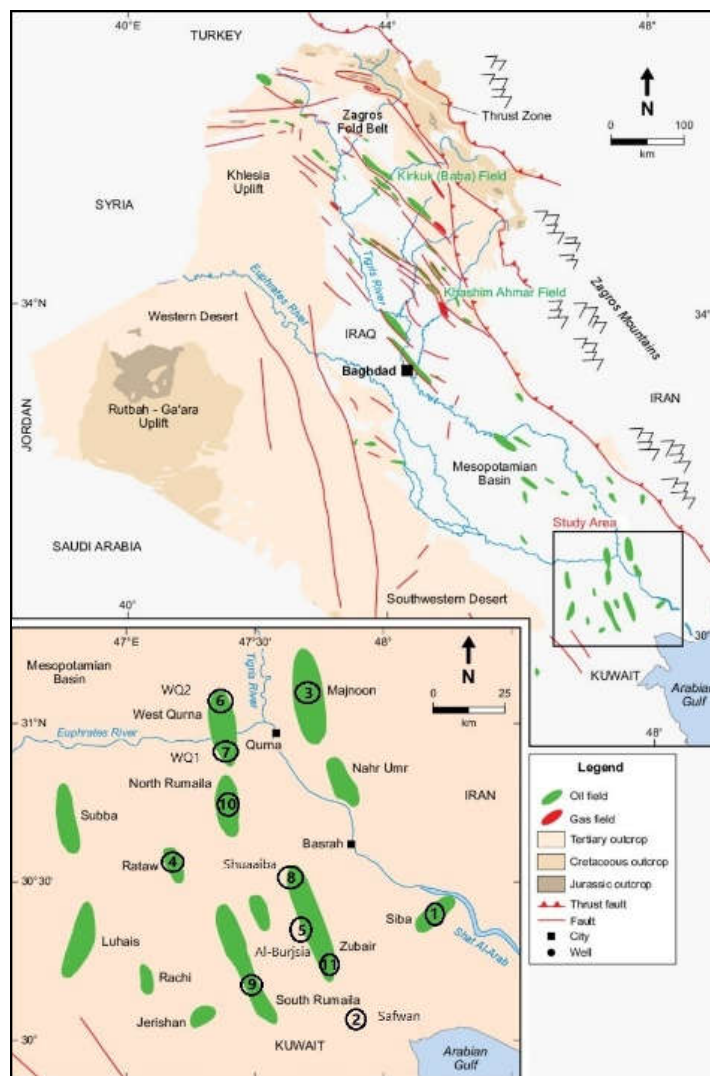 40°E
44°
48°
TURKEY
Thrust Zone
N
0
100
km
Zagros
Fold Belt
Khlesia
Uplift
Kirkuk (Baba) Field
SYRIA
Tigris River
Euphrates River
Khashim Ahmar Field
Zagros Mountains
34°N
34°
Western Desert
IRAQ
Baghdad
IRAN
JORDAN
Rutbah - Ga'ara
Uplift
Mesopotamian
Basin
Study Area
SAUDI ARABIA
Southwestern Desert
40°
30°
KUWAIT
Arabian
Gulf
48°
47°E
47°30'
48°
Mesopotamian
Basin
Tigris River
N
0
25
km
WQ2
6
3
Majnoon
West Qurna
31°N
Euphrates River
WQ1
7
Qurna
North Rumaila
Nahr Umr
IRAN
10
Subba
Basrah
Rataw
4
Shuaaiba
8
30°30'
Siba
1
Shat Al-Arab
5
Luhais
Al-Burjsia
Zubair
11
Rachi
9
South Rumaila
Jerishan
2
Safwan
30°
KUWAIT
Arabian
Gulf
Legend
Oil field
Gas field
Tertiary outcrop
Cretaceous outcrop
Jurassic outcrop
Thrust fault
Fault
City
Well